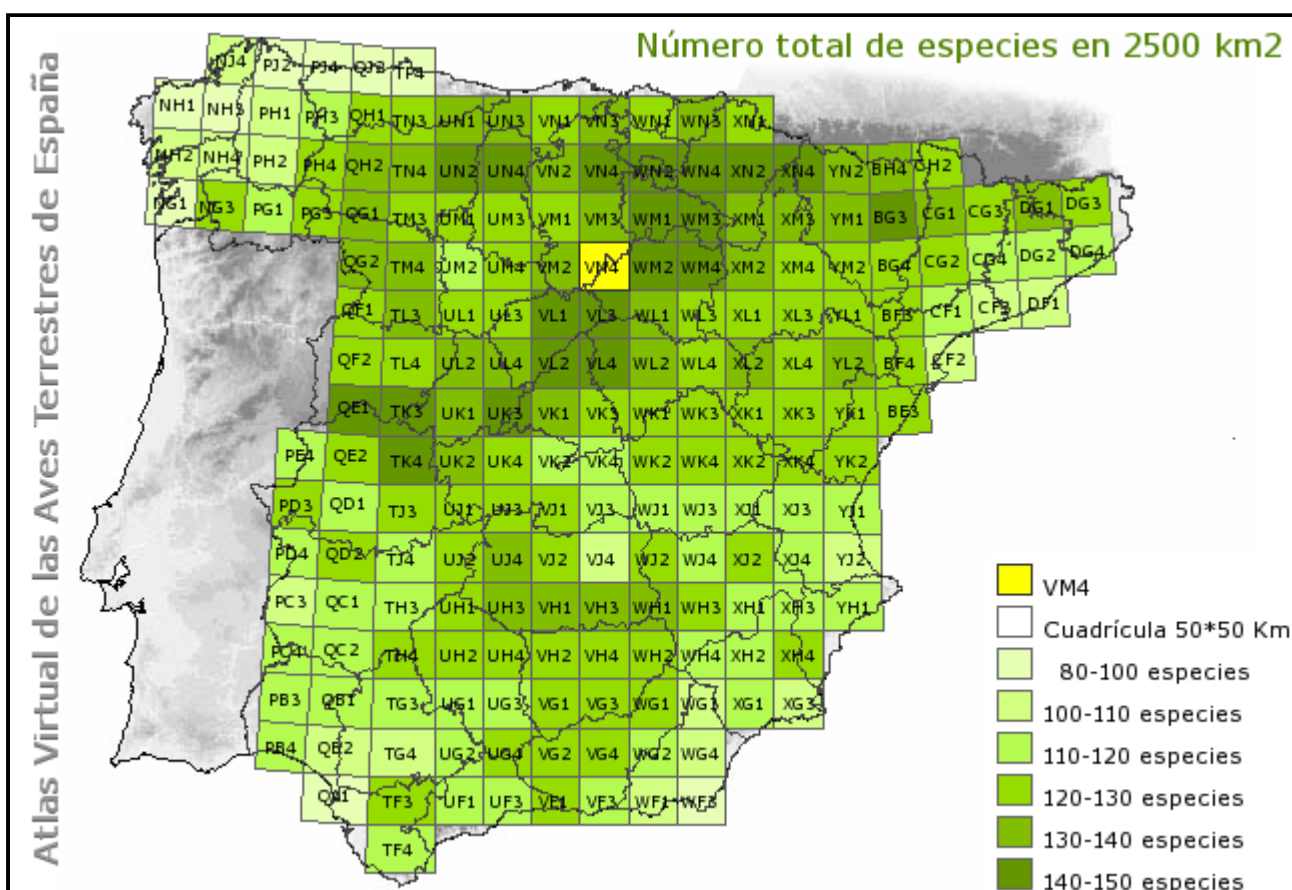 Número total de especies en 2500 km2
Atlas Virtual de las Aves Terrestres de España
NJ4 PJ2 PJ4 QJ2 TP4
NH1 NH3 PH1 PH3 QH1 TN3 UN1 UN3 VN1 VN3 WN1 WN3 XN1
NH2 NH4 PH2 PH4 QH2 TN4 UN2 UN4 VN2 VN4 WN2 WN4 XN2 XN4 YN2 BH4 CH2
NG1 NG3 PG1 PG3 QG1 TM3 UM1 UM3 VM1 VM3 WM1 WM3 XM1 XM3 YM1 BG3 CG1 CG3 DG1 DG3
QG2 TM4 UM2 UM4 VM2 VM4 WM2 WM4 XM2 XM4 YM2 BG4 CG2 CG4 DG2 DG4
QF1 TL3 UL1 UL3 VL1 VL3 WL1 WL3 XL1 XL3 YL1 BF3 CF1 CF3 DF1
QF2 TL4 UL2 UL4 VL2 VL4 WL2 WL4 XL2 XL4 YL2 BF4 CF2
QE1 TK3 UK1 UK3 VK1 VK3 WK1 WK3 XK1 XK3 YK1 BE3
PE4 QE2 TK4 UK2 UK4 VK2 VK4 WK2 WK4 XK2 XK4 YK2
PD3 QD1 TJ3 UJ1 UJ3 VJ1 VJ3 WJ1 WJ3 XJ1 XJ3 YJ1
PD4 QD2 TJ4 UJ2 UJ4 VJ2 VJ4 WJ2 WJ4 XJ2 XJ4 YJ2
PC3 QC1 TH3 UH1 UH3 VH1 VH3 WH1 WH3 XH1 XH3 YH1
PC4 QC2 TH4 UH2 UH4 VH2 VH4 WH2 WH4 XH2 XH4
PB3 QB1 TG3 UG1 UG3 VG1 VG3 WG1 WG3 XG1 XG3
PB4 QB2 TG4 UG2 UG4 VG2 VG4 WG2 WG4
QA1 TF3 UF1 UF3 VF1 VF3 WF1 WF3
TF4
VM4
Cuadrícula 50*50 Km
80-100 especies
100-110 especies
110-120 especies
120-130 especies
130-140 especies
140-150 especies